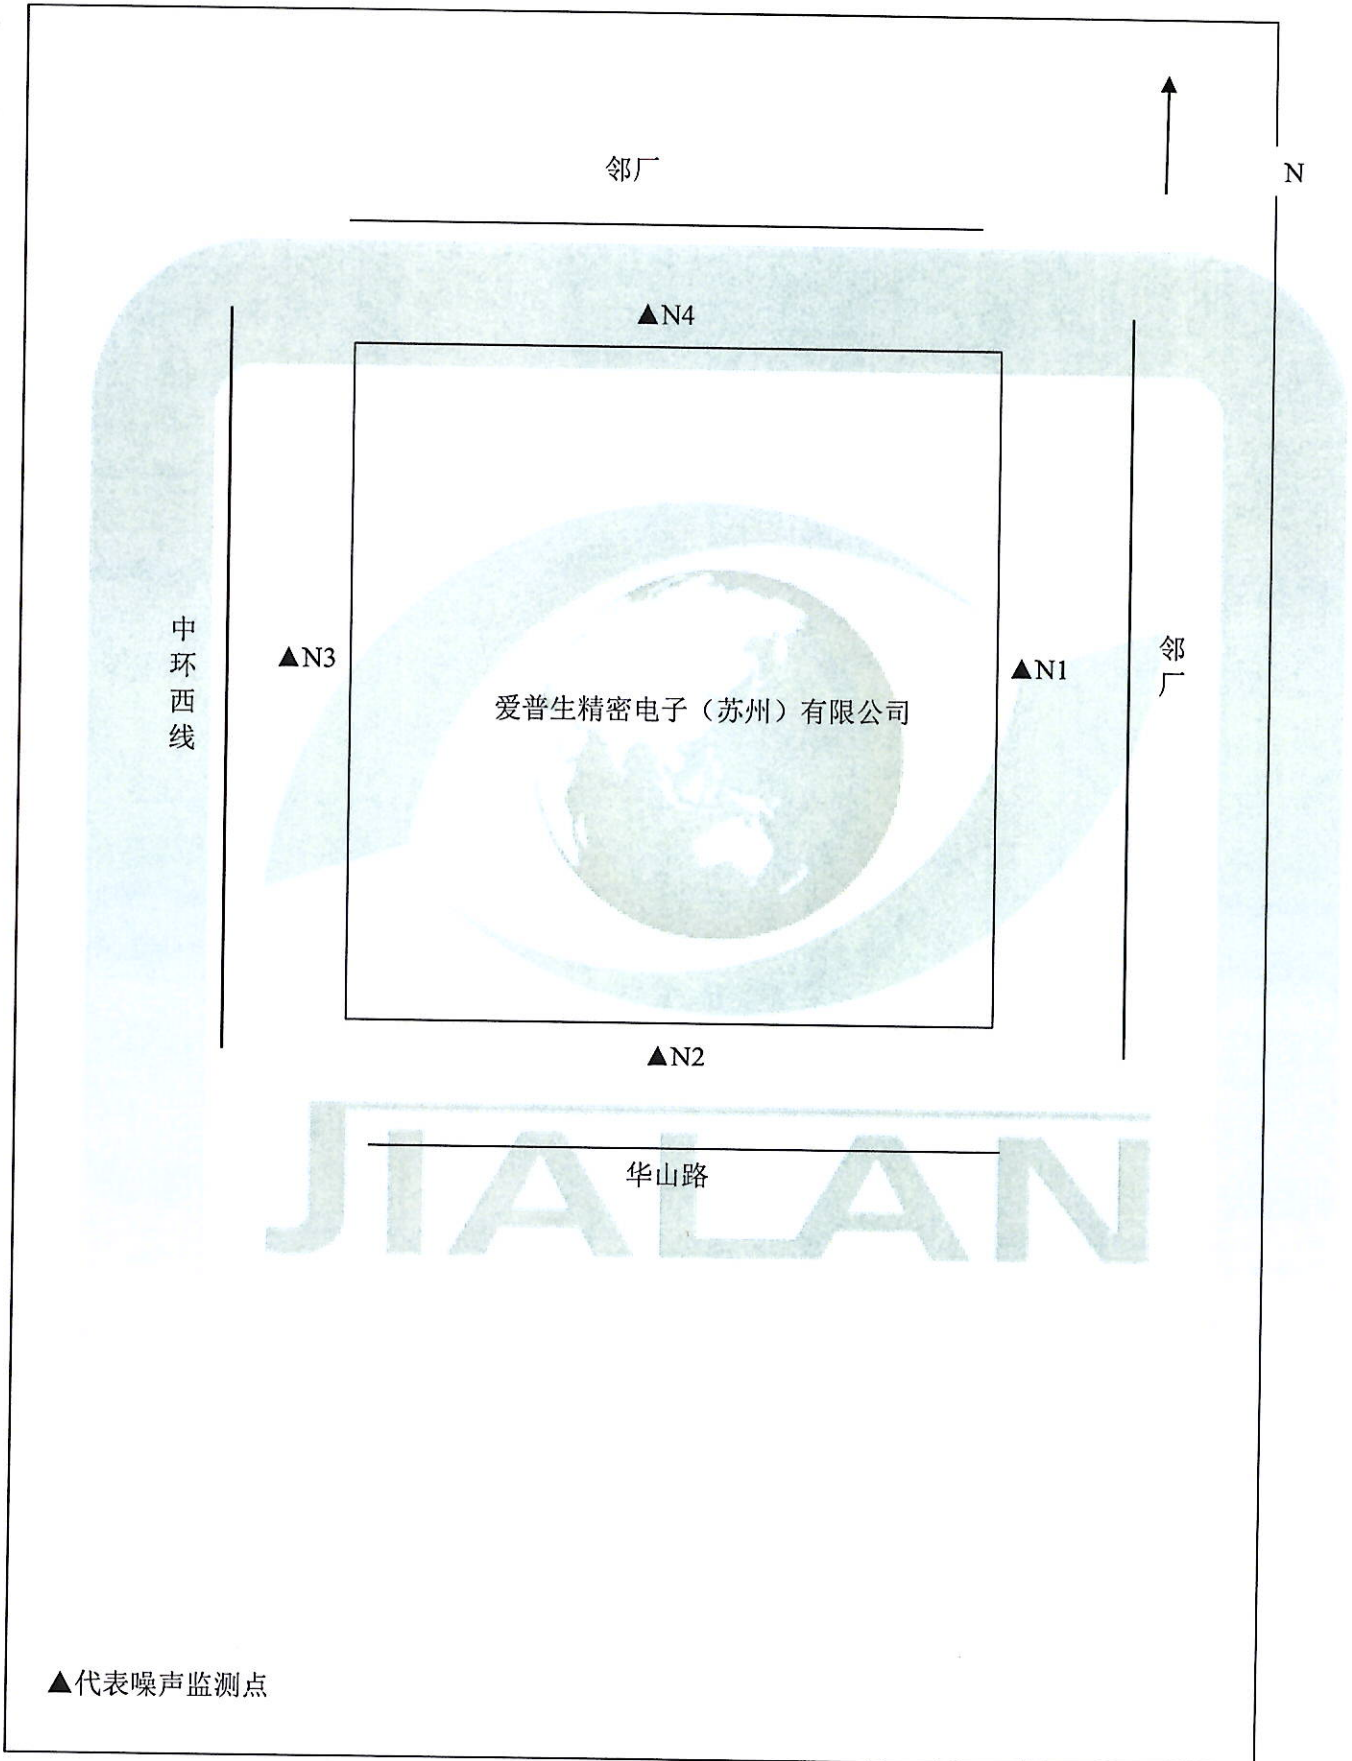 N
邻厂
▲N4
中环西线
▲N3
爱普生精密电子（苏州）有限公司
▲N1
邻厂
▲N2
JIALAN
华山路
▲代表噪声监测点